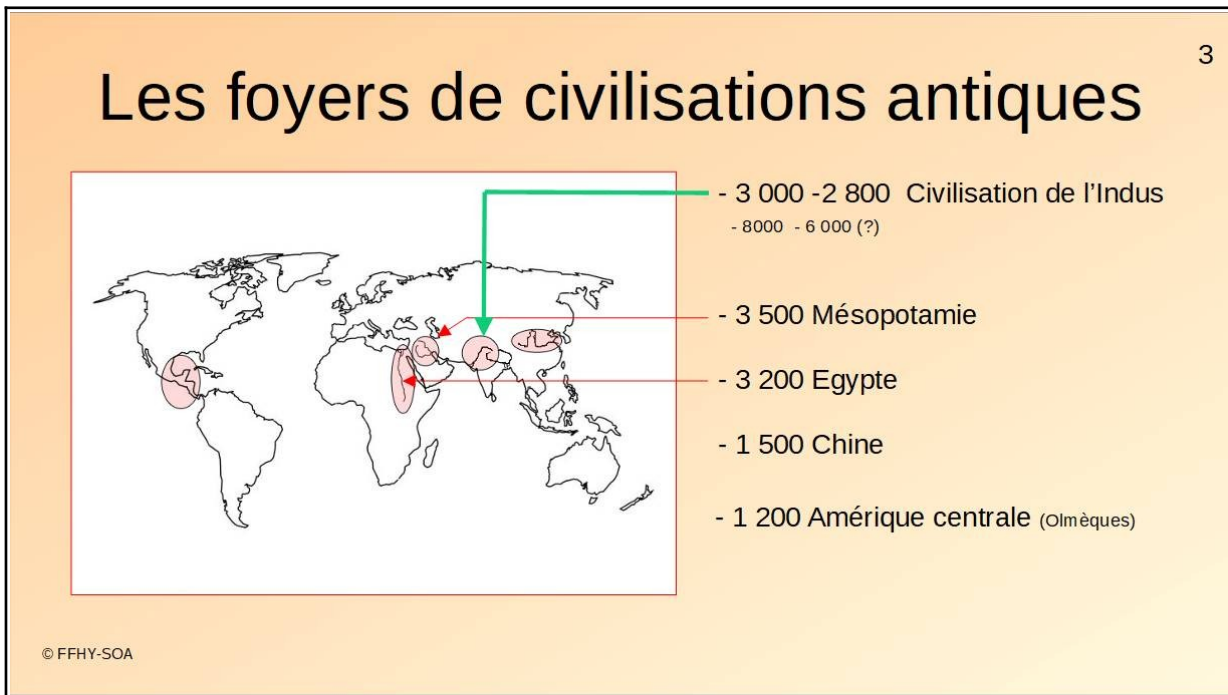 3
Les foyers de civilisations antiques
- 3 000 -2 800 Civilisation de l’Indus
- 8000 - 6 000 (?)
- 3 500 Mésopotamie
- 3 200 Egypte
- 1 500 Chine
- 1 200 Amérique centrale (Olmèques)
© FFHY-SOA